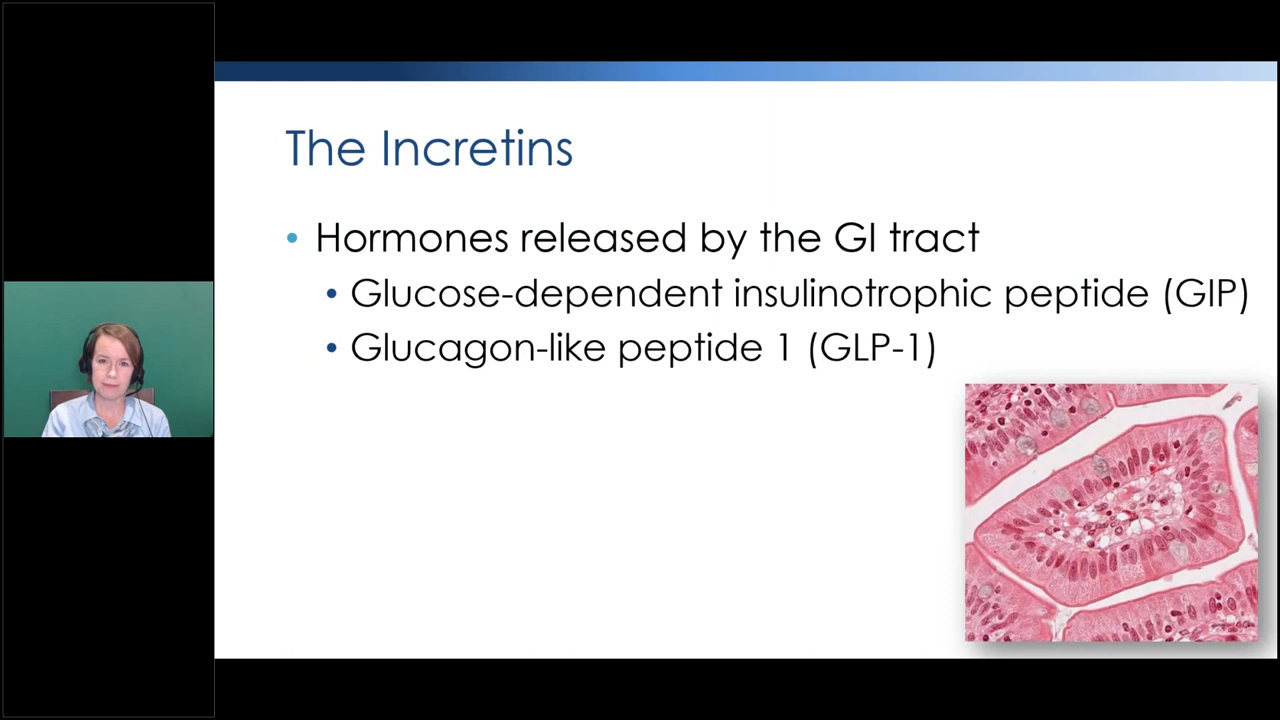 The Incretins
• Hormones released by the GI tract
• Glucose-dependent insulinotrophic peptide (GIP)
• Glucagon-like peptide 1 (GLP-1)